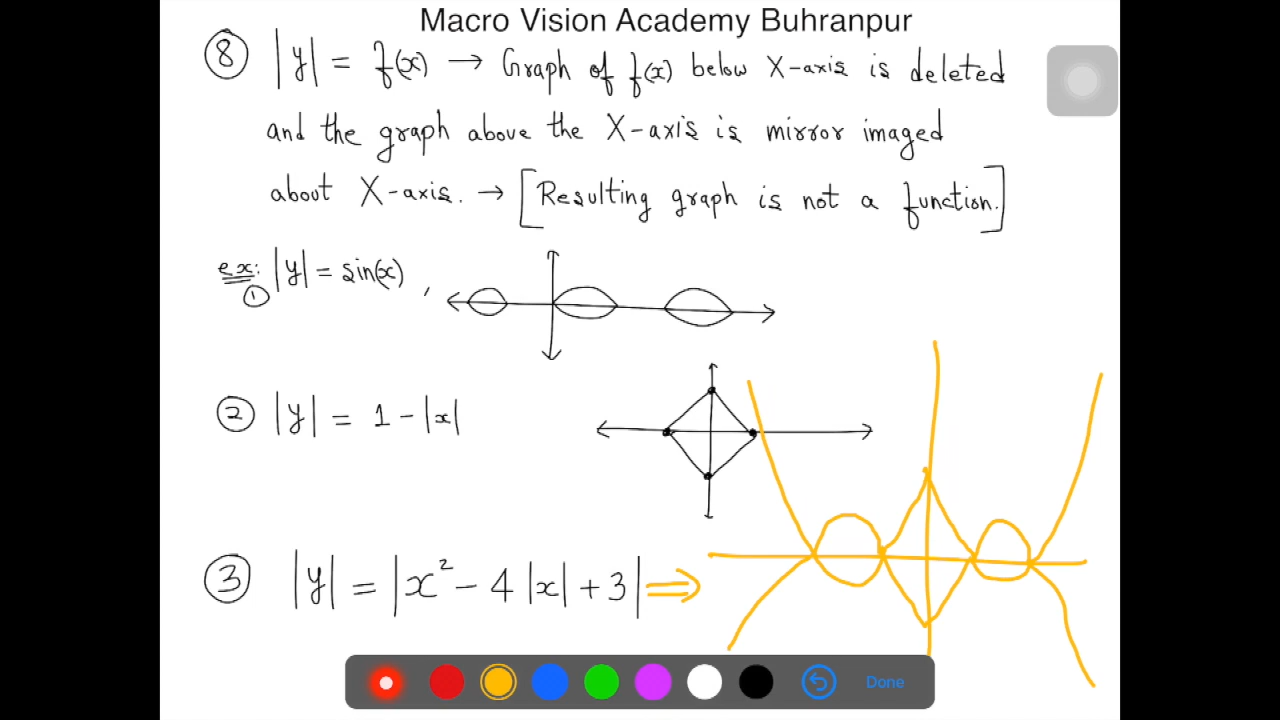 Macro Vision Academy Buhranpur
⑧ |y| = f(x) → Graph of f(x) below X-axis is deleted
and the graph above the X-axis is mirror imaged
about X-axis. → [Resulting graph is not a function.]
ex: ① |y| = sin(x) ,
② |y| = 1 - |x|
③ |y| = |x² - 4|x| + 3| ⇒
Done